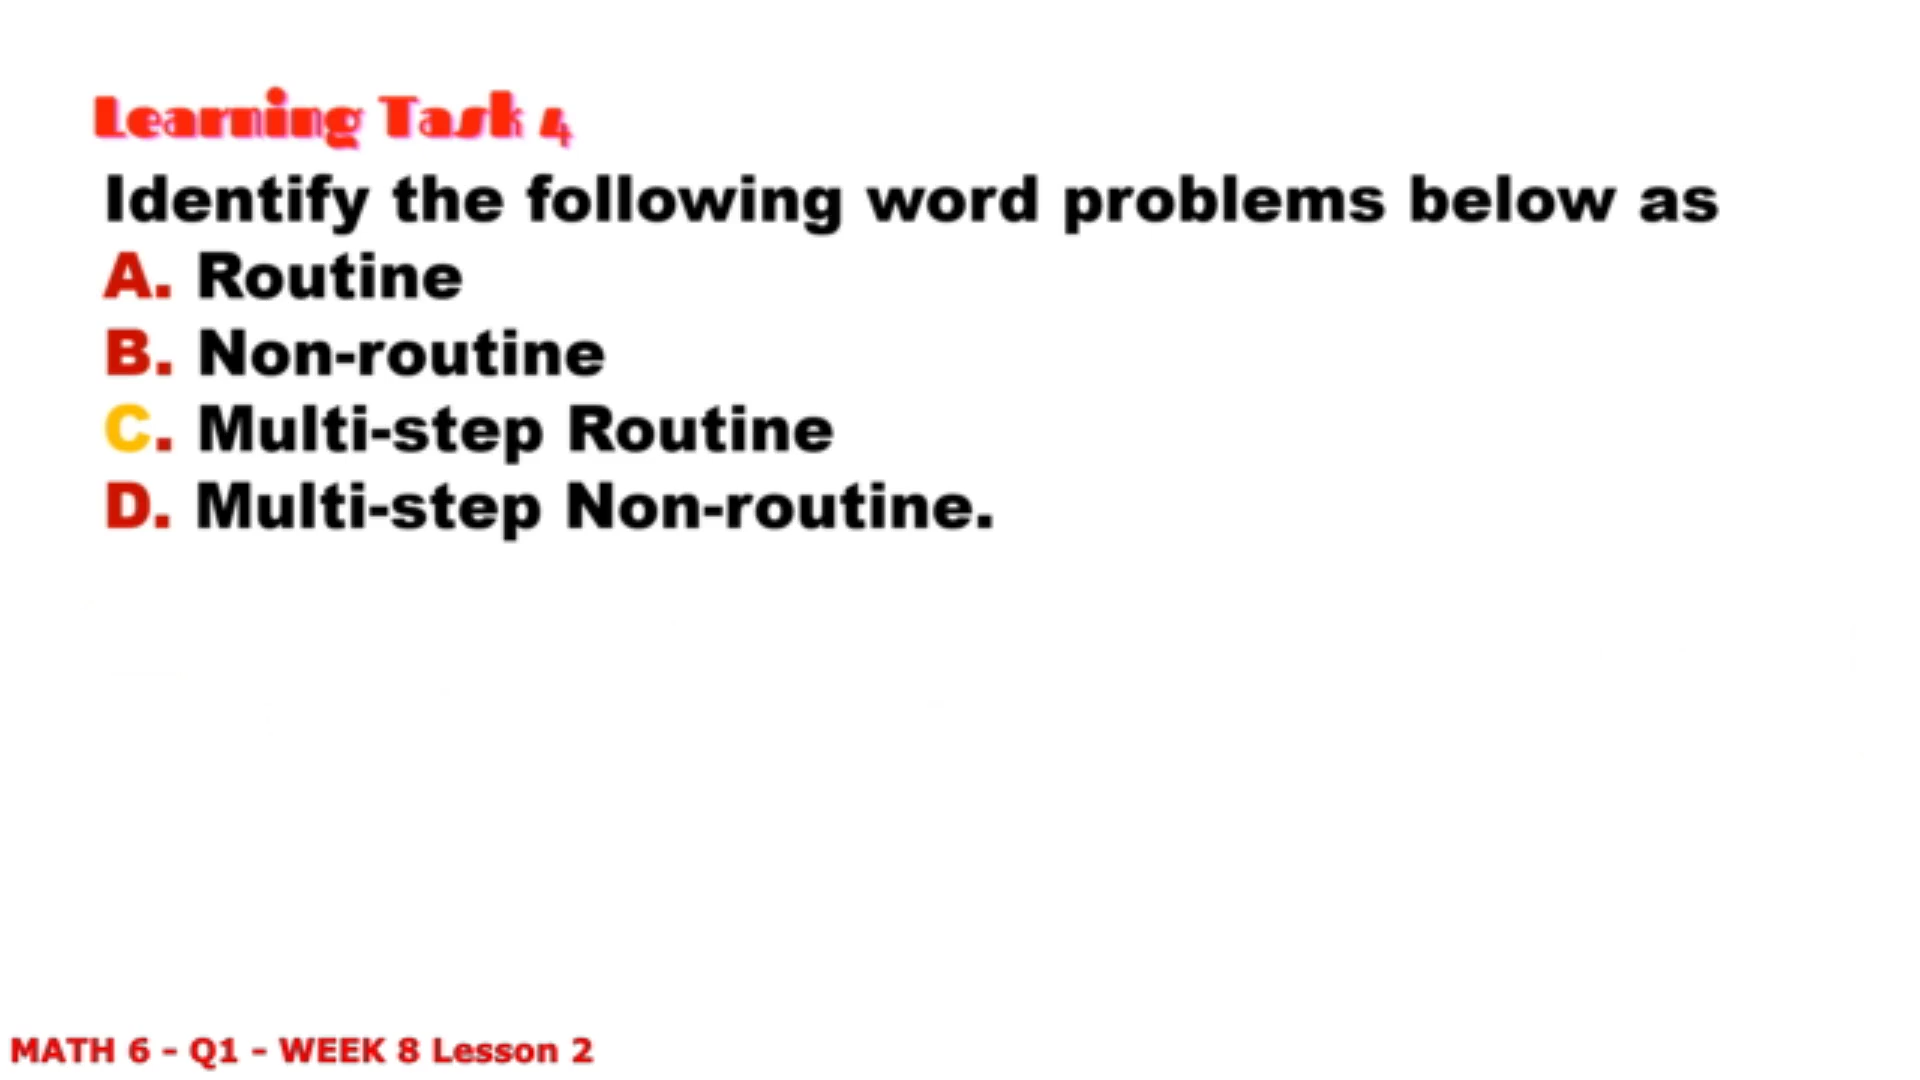 Learning Task 4
Identify the following word problems below as
A. Routine
B. Non-routine
C. Multi-step Routine
D. Multi-step Non-routine.
MATH 6 - Q1 - WEEK 8 Lesson 2